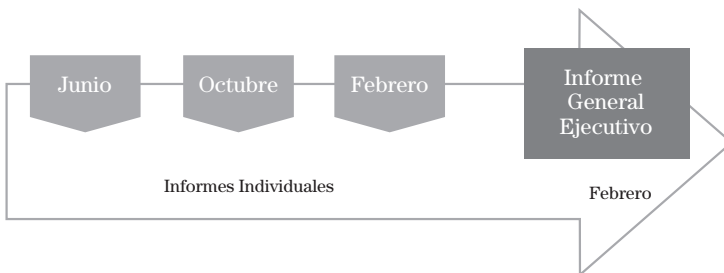 Junio
Octubre
Febrero
Informe
General
Ejecutivo
Informes Individuales
Febrero